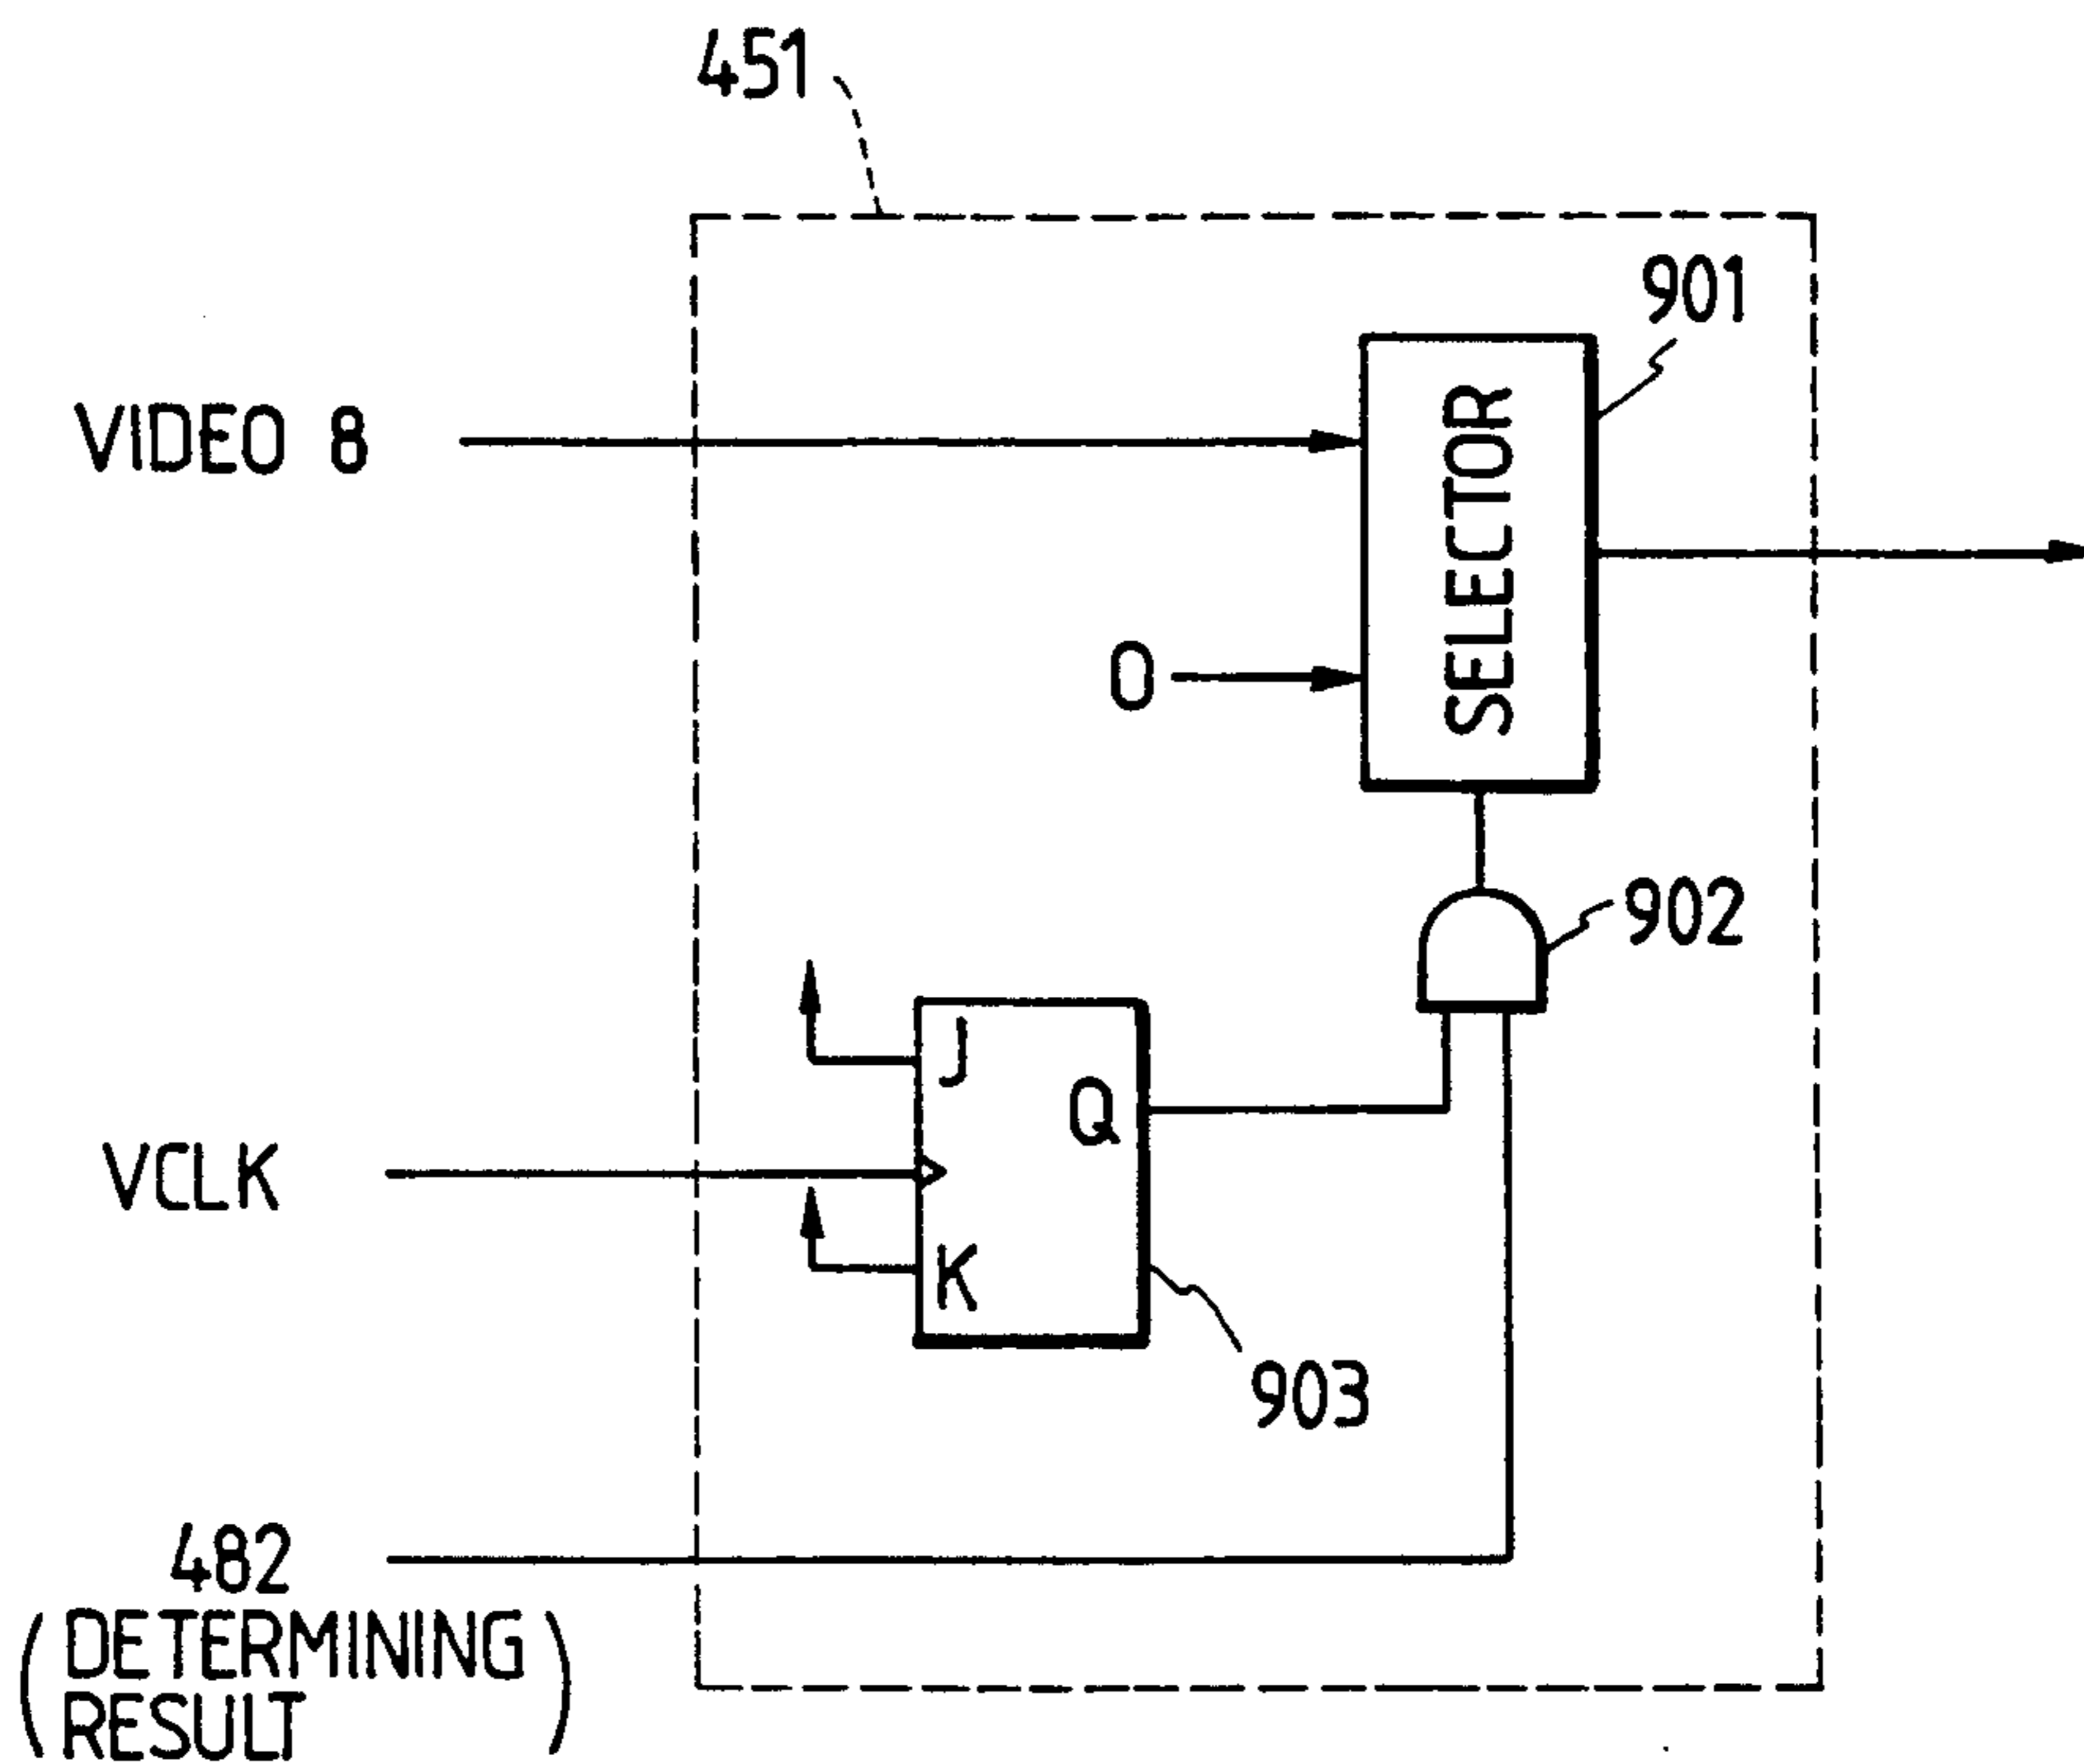 451
901
VIDEO 8
SELECTOR
0
902
J
Q
VCLK
K
903
482
(DETERMINING
RESULT)